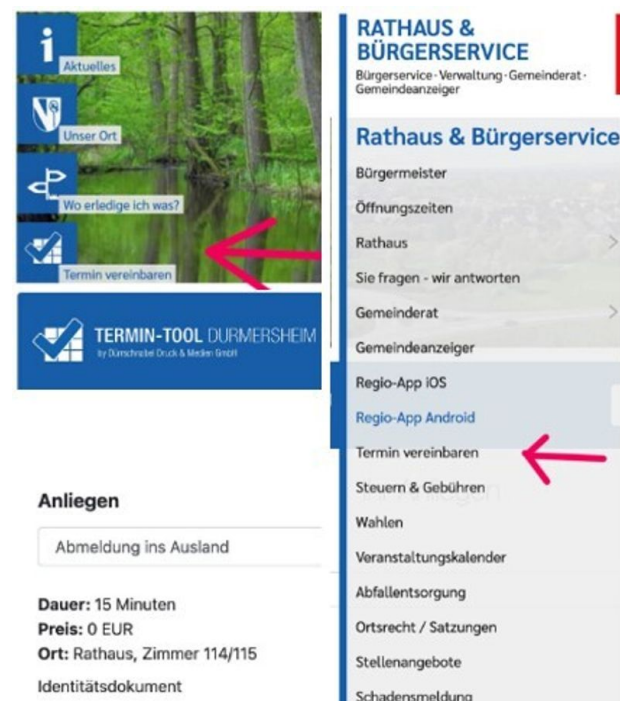 Aktuelles
Unser Ort
Wo erledige ich was?
Termin vereinbaren
TERMIN-TOOL DURMERSHEIM
by Dürrschnabel Druck & Medien GmbH
Anliegen
Abmeldung ins Ausland
Dauer: 15 Minuten
Preis: 0 EUR
Ort: Rathaus, Zimmer 114/115
Identitätsdokument
RATHAUS &
BÜRGERSERVICE
Bürgerservice · Verwaltung · Gemeinderat ·
Gemeindeanzeiger
Rathaus & Bürgerservice
Bürgermeister
Öffnungszeiten
Rathaus
Sie fragen - wir antworten
Gemeinderat
Gemeindeanzeiger
Regio-App iOS
Regio-App Android
Termin vereinbaren
Steuern & Gebühren
Wahlen
Veranstaltungskalender
Abfallentsorgung
Ortsrecht / Satzungen
Stellenangebote
Schadensmeldung